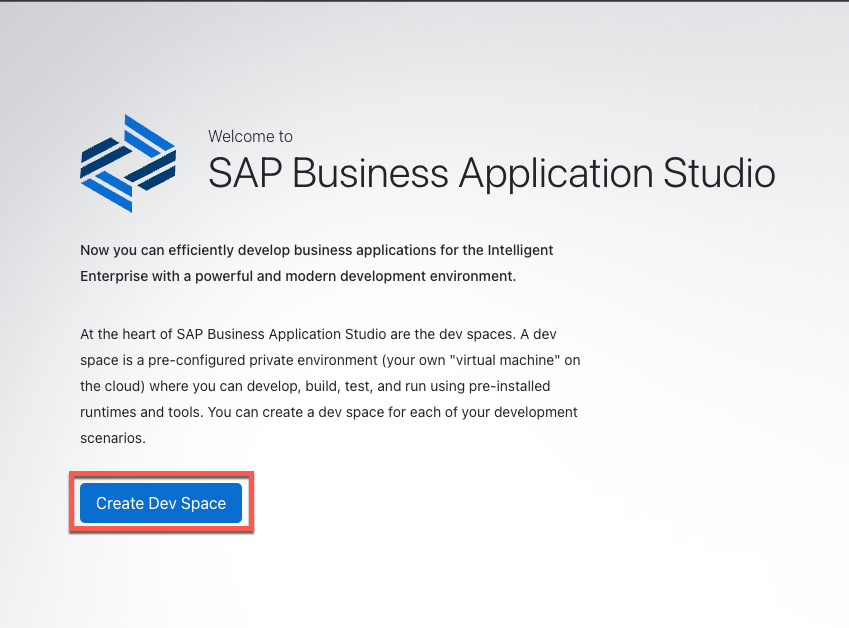 Welcome to
SAP Business Application Studio
Now you can efficiently develop business applications for the Intelligent
Enterprise with a powerful and modern development environment.
At the heart of SAP Business Application Studio are the dev spaces. A dev
space is a pre-configured private environment (your own "virtual machine" on
the cloud) where you can develop, build, test, and run using pre-installed
runtimes and tools. You can create a dev space for each of your development
scenarios.
Create Dev Space